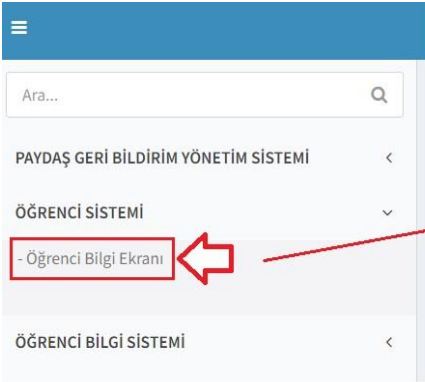 Ara...
PAYDAŞ GERİ BİLDİRİM YÖNETİM SİSTEMİ
ÖĞRENCİ SİSTEMİ
- Öğrenci Bilgi Ekranı
ÖĞRENCİ BİLGİ SİSTEMİ